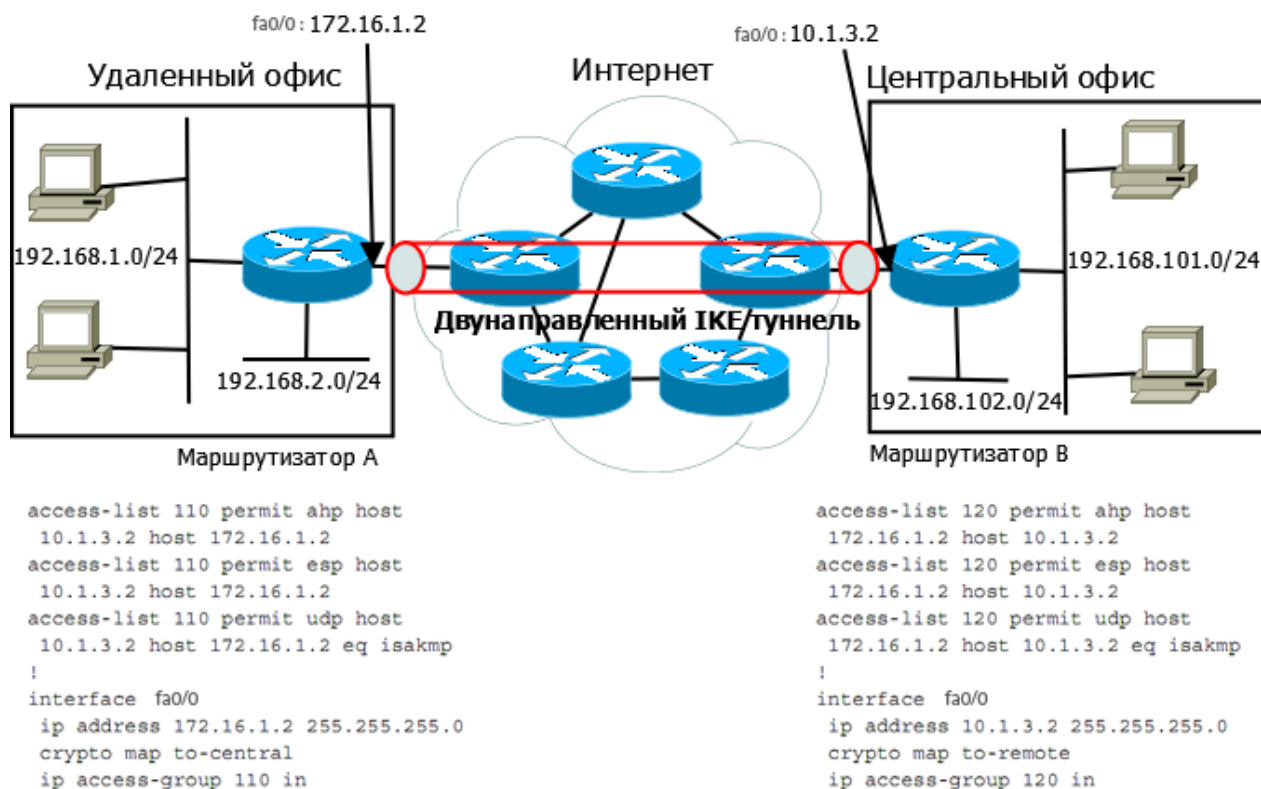 fa0/0 : 172.16.1.2
fa0/0 : 10.1.3.2
Удаленный офис
Интернет
Центральный офис
192.168.1.0/24
192.168.2.0/24
Двунаправленный IKE туннель
192.168.101.0/24
192.168.102.0/24
Маршрутизатор A
Маршрутизатор B
access-list 110 permit ahp host
10.1.3.2 host 172.16.1.2
access-list 110 permit esp host
10.1.3.2 host 172.16.1.2
access-list 110 permit udp host
10.1.3.2 host 172.16.1.2 eq isakmp
!
interface fa0/0
ip address 172.16.1.2 255.255.255.0
crypto map to-central
ip access-group 110 in
access-list 120 permit ahp host
172.16.1.2 host 10.1.3.2
access-list 120 permit esp host
172.16.1.2 host 10.1.3.2
access-list 120 permit udp host
172.16.1.2 host 10.1.3.2 eq isakmp
!
interface fa0/0
ip address 10.1.3.2 255.255.255.0
crypto map to-remote
ip access-group 120 in